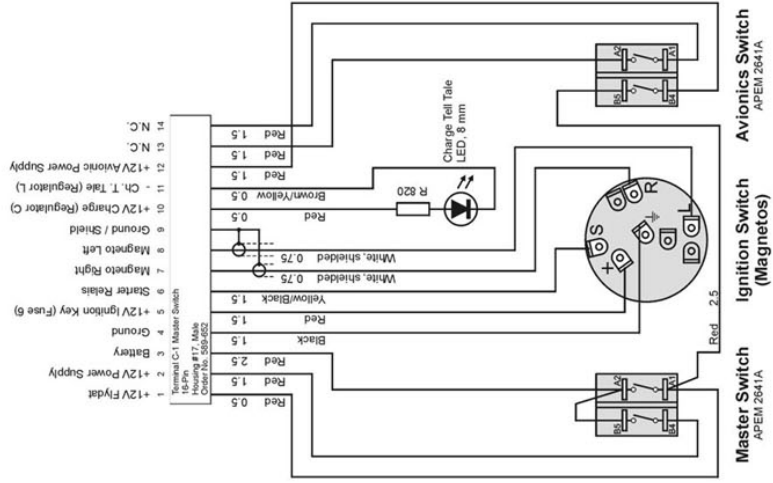 1 +12V Flydat
2 +12V Power Supply
3 Battery
4 Ground
5 +12V Ignition Key (Fuse 6)
6 Starter Relais
7 Magneto Right
8 Magneto Left
9 Ground / Shield
10 +12V Charge (Regulator C)
11 - Ch. T. Tale (Regulator L)
12 +12V Avionic Power Supply
13 N.C.
14 N.C.
Terminal C-1 Master Switch
16-Pin
Housing #17, Male
Order No. 589-652
Red 0.5
Red 1.5
Red 2.5
Black 1.5
Red 1.5
Yellow/Black 1.5
White, shielded 0.75
White, shielded 0.75
Red 0.5
Brown/Yellow 0.5
Red 1.5
Red 1.5
Red 1.5
R 820
Charge Tell Tale
LED, 8 mm
S
+
R
L
Red 2.5
A2
A1
B5
B4
A2
A1
B5
B4
Master Switch
APEM 2641A
Ignition Switch
(Magnetos)
Avionics Switch
APEM 2641A